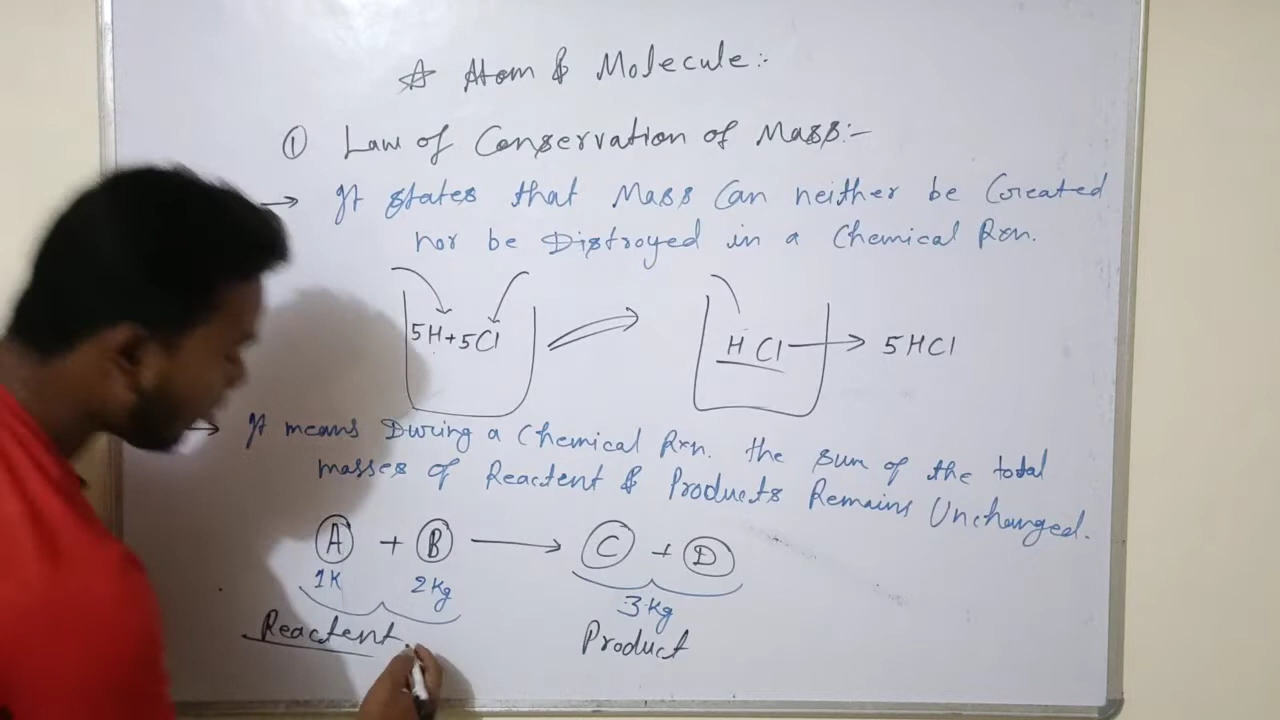 ☆ Atom & Molecule:-
① Law of Conservation of Mass:-
→ It states that Mass Can neither be Created
nor be Distroyed in a Chemical Rxn.
5H+5Cl
HCl → 5HCl
→ It means During a Chemical Rxn. the sum of the total
masses of Reactent & Products Remains Unchanged.
A + B → C + D
1K 2kg 3kg
Reactent Product